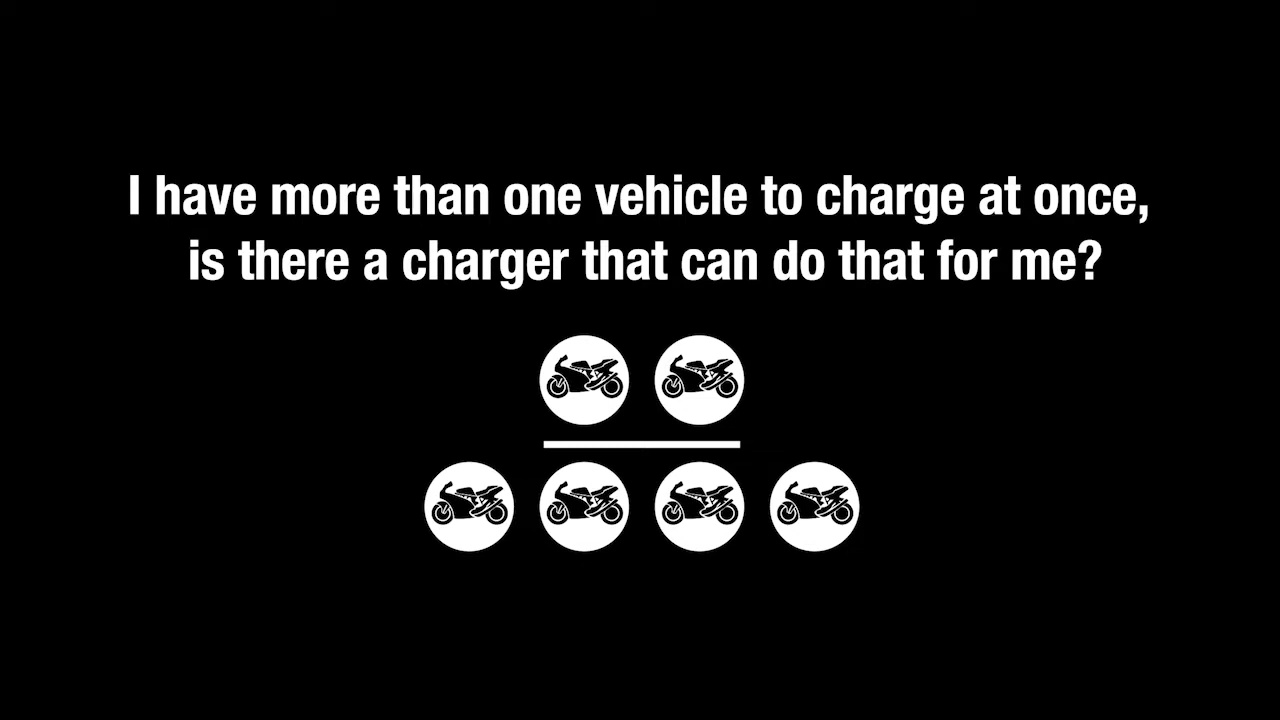 I have more than one vehicle to charge at once,
is there a charger that can do that for me?